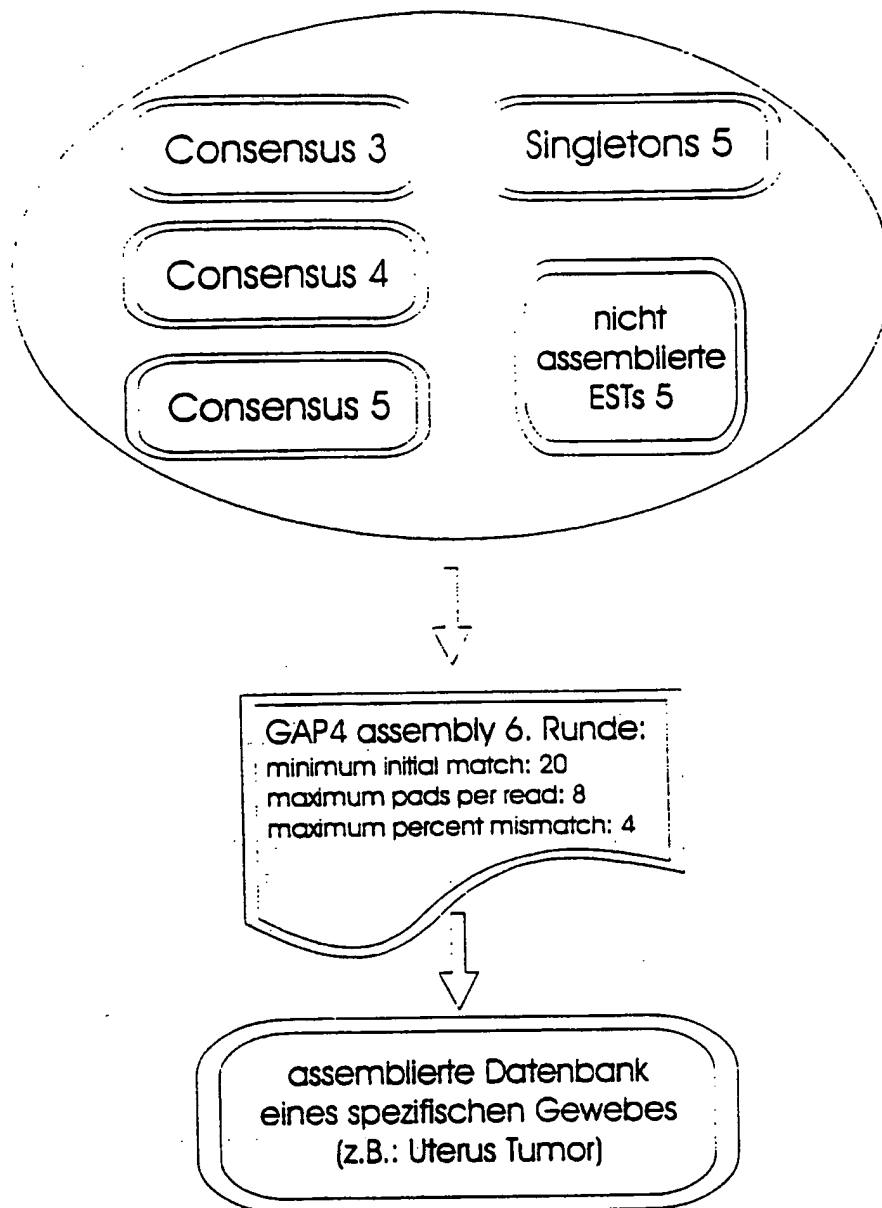 Consensus 3
Singletons 5
Consensus 4
nicht
assemblierte
ESTs 5
Consensus 5
GAP4 assembly 6. Runde:
minimum initial match: 20
maximum pads per read: 8
maximum percent mismatch: 4
assemblierte Datenbank
eines spezifischen Gewebes
(z.B.: Uterus Tumor)